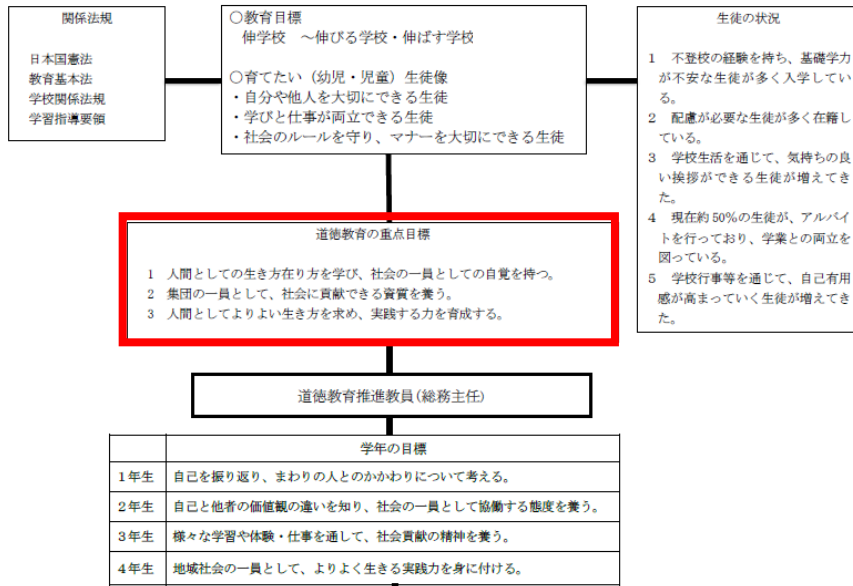 関係法規
日本国憲法
教育基本法
学校関係法規
学習指導要領
○教育目標
伸学校 ～伸びる学校・伸ばす学校
○育てたい（幼児・児童）生徒像
・自分や他人を大切にできる生徒
・学びと仕事が両立できる生徒
・社会のルールを守り、マナーを大切にできる生徒
生徒の状況
1 不登校の経験を持ち、基礎学力
が不安な生徒が多く入学してい
る。
2 配慮が必要な生徒が多く在籍し
ている。
3 学校生活を通じて、気持ちの良
い挨拶ができる生徒が増えてき
た。
4 現在約50％の生徒が、アルバイ
トを行っており、学業との両立を
図っている。
5 学校行事等を通じて、自己有用
感が高まっていく生徒が増えてき
た。
道徳教育の重点目標
1 人間としての生き方在り方を学び、社会の一員としての自覚を持つ。
2 集団の一員として、社会に貢献できる資質を養う。
3 人間としてよりよい生き方を求め、実践する力を育成する。
道徳教育推進教員(総務主任)
学年の目標
1年生 自己を振り返り、まわりの人とのかかわりについて考える。
2年生 自己と他者の価値観の違いを知り、社会の一員として協働する態度を養う。
3年生 様々な学習や体験・仕事を通して、社会貢献の精神を養う。
4年生 地域社会の一員として、よりよく生きる実践力を身に付ける。